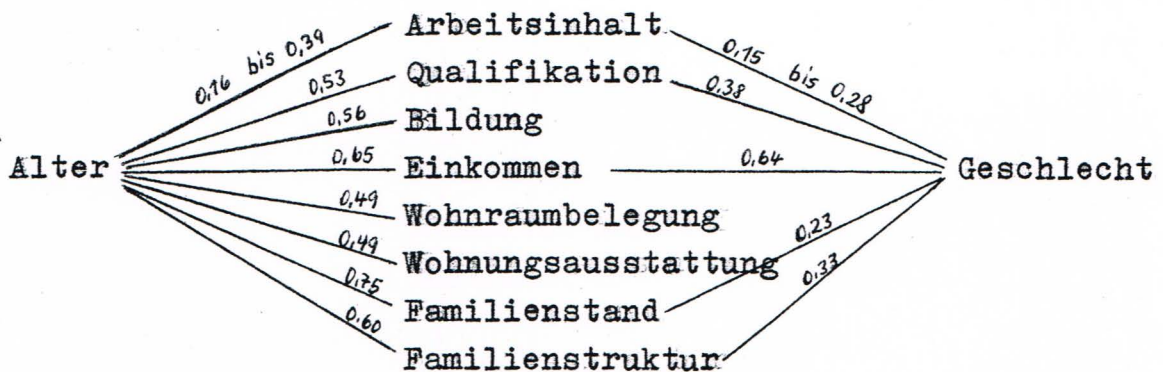 Arbeitsinhalt
0,16 bis 0,39
0,15 bis 0,28
Qualifikation
0,53
0,38
Bildung
0,56
Alter
0,65
Einkommen
0,64
Geschlecht
0,49
Wohnraumbelegung
0,49
Wohnungsausstattung
0,23
0,75
Familienstand
0,33
0.60
Familienstruktur